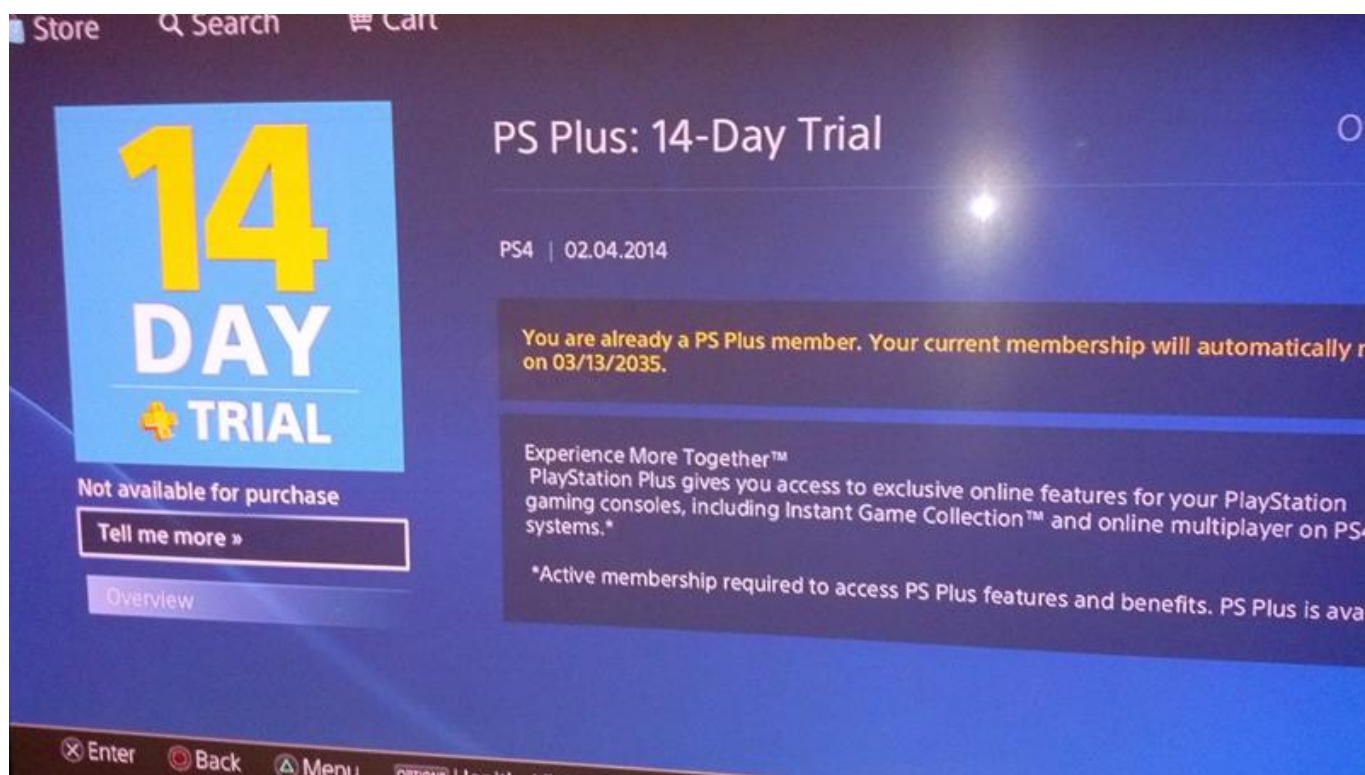 Store Search Cart
14
DAY
TRIAL
Not available for purchase
Tell me more »
Overview
PS Plus: 14-Day Trial
PS4 | 02.04.2014
You are already a PS Plus member. Your current membership will automatically
on 03/13/2035.
Experience More Together™
PlayStation Plus gives you access to exclusive online features for your PlayStation
gaming consoles, including Instant Game Collection™ and online multiplayer on PS4
systems.*
*Active membership required to access PS Plus features and benefits. PS Plus is
Enter Back Menu OPTIONS